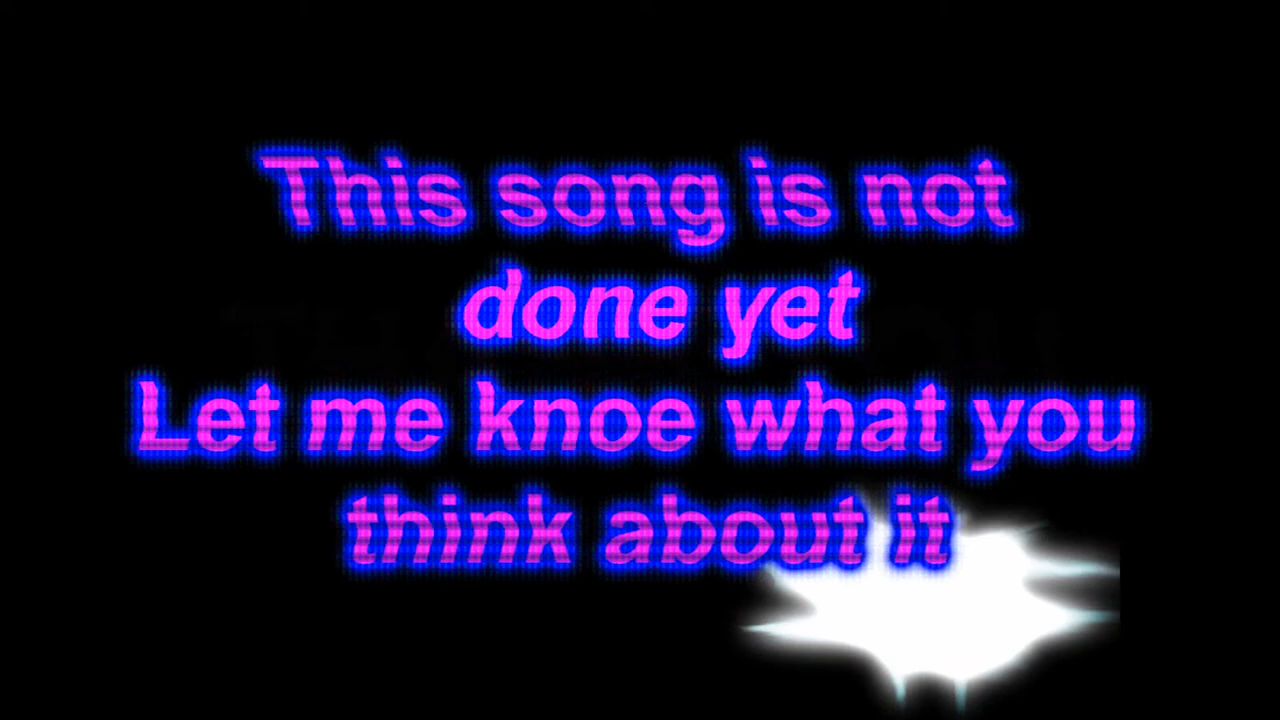 This song is not
done yet
Let me knoe what you
think about it